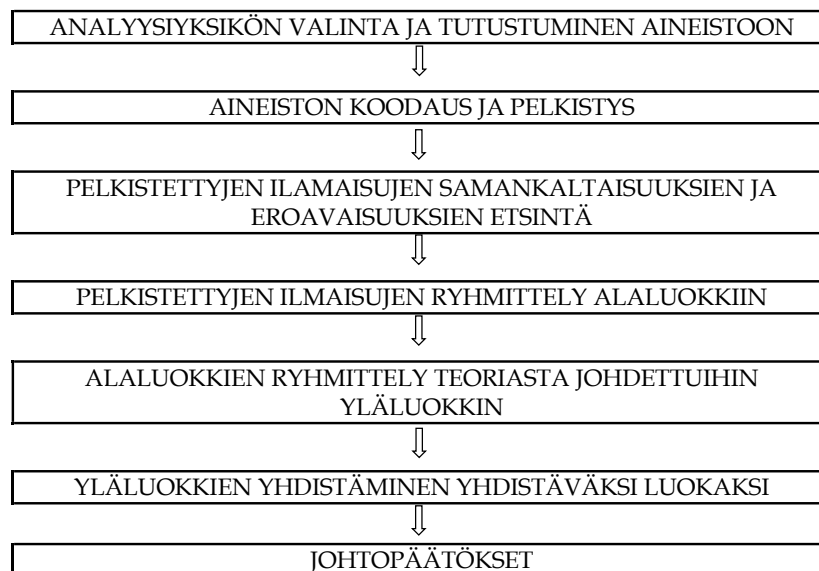 ANALYYSIYKSIKÖN VALINTA JA TUTUSTUMINEN AINEISTOON
AINEISTON KOODAUS JA PELKISTYS
PELKISTETTYJEN ILAMAISUJEN SAMANKALTAISUUKSIEN JA
EROAVAISUUKSIEN ETSINTÄ
PELKISTETTYJEN ILMAISUJEN RYHMITTELY ALALUOKKIIN
ALALUOKKIEN RYHMITTELY TEORIASTA JOHDETTUIHIN
YLÄLUOKKIN
YLÄLUOKKIEN YHDISTÄMINEN YHDISTÄVÄKSI LUOKAKSI
JOHTOPÄÄTÖKSET